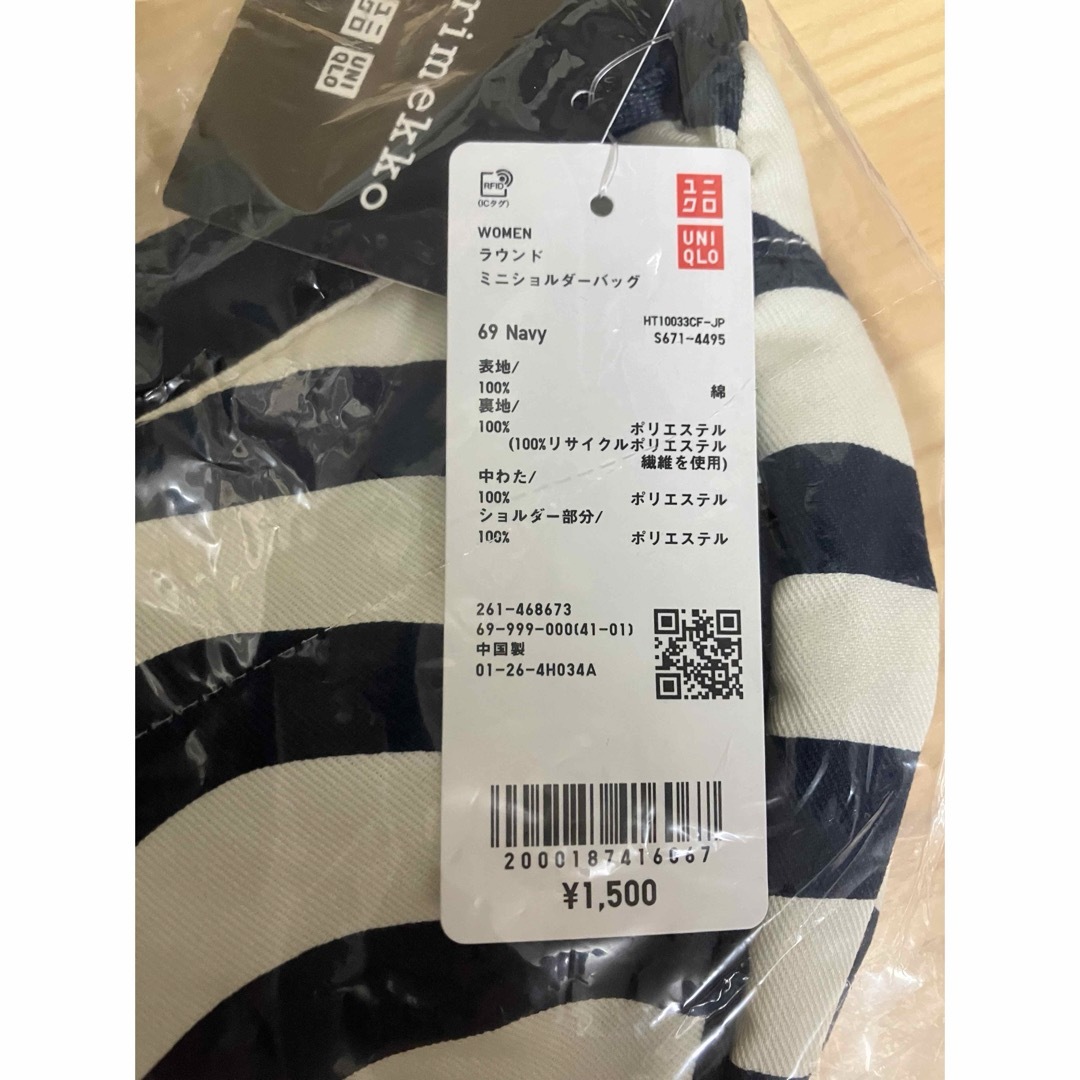 rimekko
ユニ
クロ
UNI
QLO
RFID
(ICタグ)
ユニ
クロ
UNI
QLO
WOMEN
ラウンド
ミニショルダーバッグ
69 Navy
HT10033CF-JP
S671-4495
表地/
100% 綿
裏地/
100% ポリエステル
(100%リサイクルポリエステル
繊維を使用)
中わた/
100% ポリエステル
ショルダー部分/
100% ポリエステル
261-468673
69-999-000(41-01)
中国製
01-26-4H034A
2000187416067
¥1,500